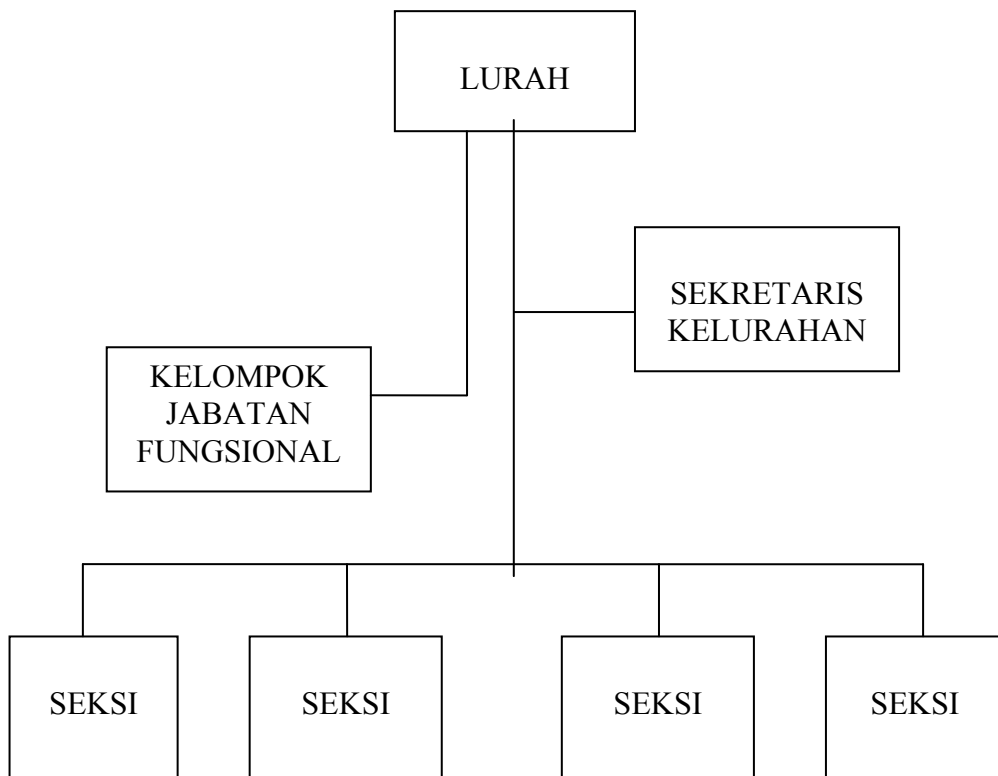 LURAH
SEKRETARIS
KELURAHAN
KELOMPOK
JABATAN
FUNGSIONAL
SEKSI
SEKSI
SEKSI
SEKSI